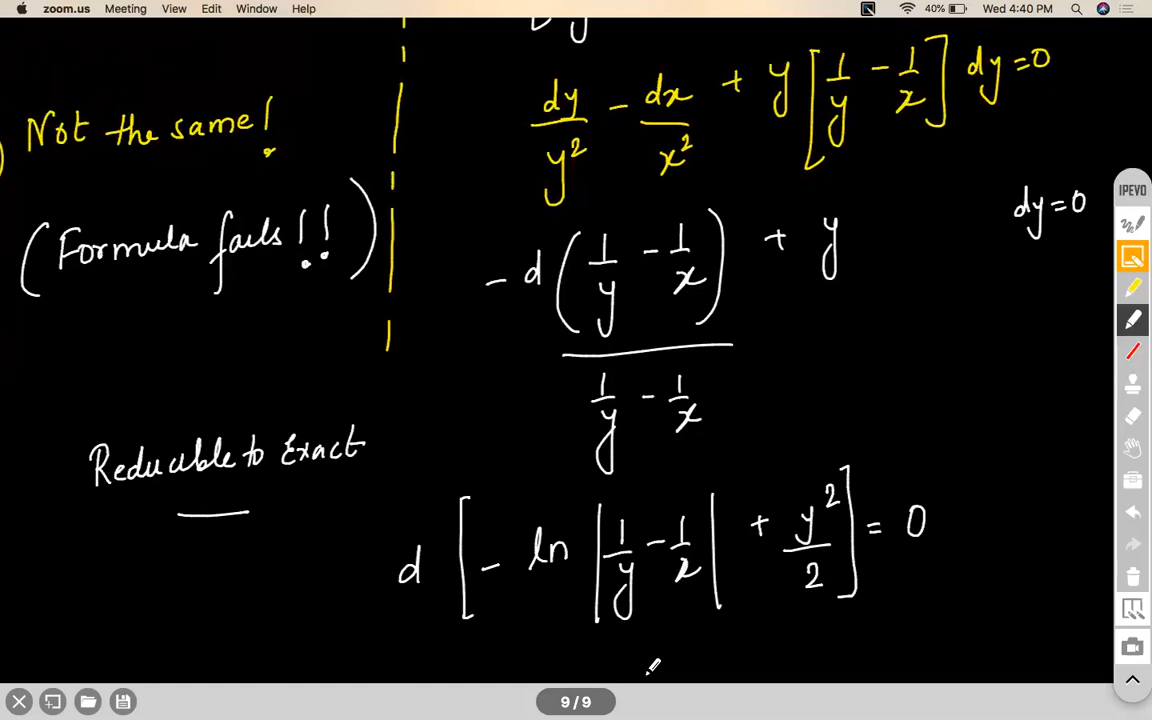 zoom.us Meeting View Edit Window Help 40% Wed 4:40 PM
dy/y² - dx/x² + y[1/y - 1/x] dy = 0
Not the same!
(Formula fails!!)
- d(1/y - 1/x) / (1/y - 1/x) + y dy = 0
Reducible to Exact
d[- ln |1/y - 1/x| + y²/2] = 0
IPEVO
9/9